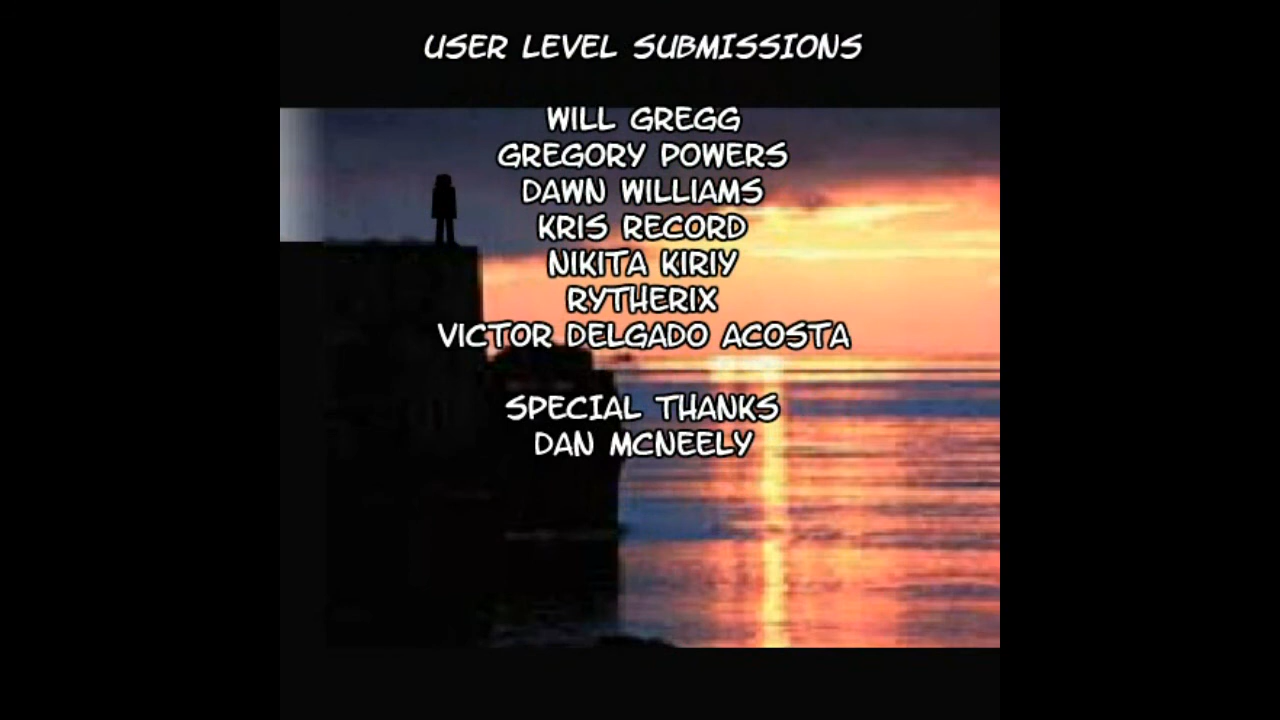 USER LEVEL SUBMISSIONS
WILL GREGG
GREGORY POWERS
DAWN WILLIAMS
KRIS RECORD
NIKITA KIRIY
RYTHERIX
VICTOR DELGADO ACOSTA
SPECIAL THANKS
DAN MCNEELY